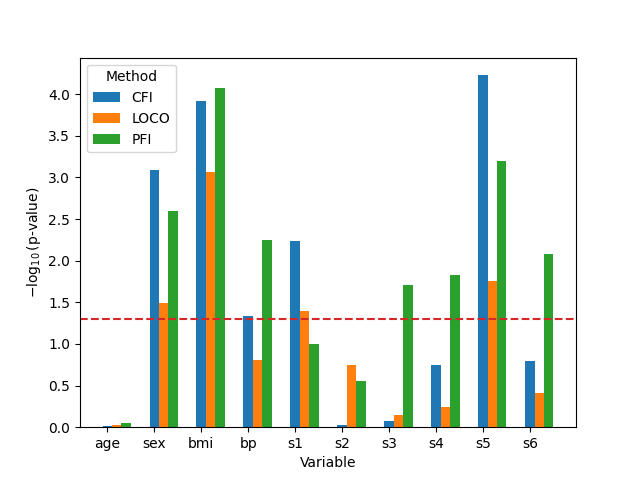 Method
CFI
LOCO
PFI
4.0
3.5
3.0
2.5
2.0
1.5
1.0
0.5
0.0
−log₁₀(p-value)
age sex bmi bp s1 s2 s3 s4 s5 s6
Variable